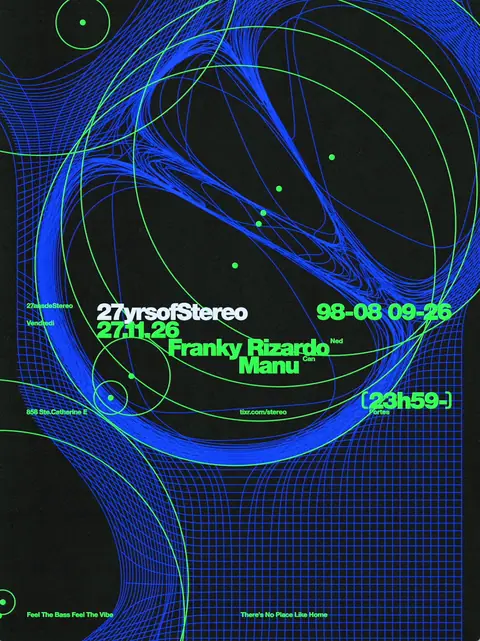 27ansdeStereo
27yrsofStereo
98-08 09-26
Vendredi
27.11.26
Franky Rizardo Ned
Manu Can
(23h59-)
Portes
856 Ste.Catherine E
tixr.com/stereo
Feel The Bass Feel The Vibe
There's No Place Like Home